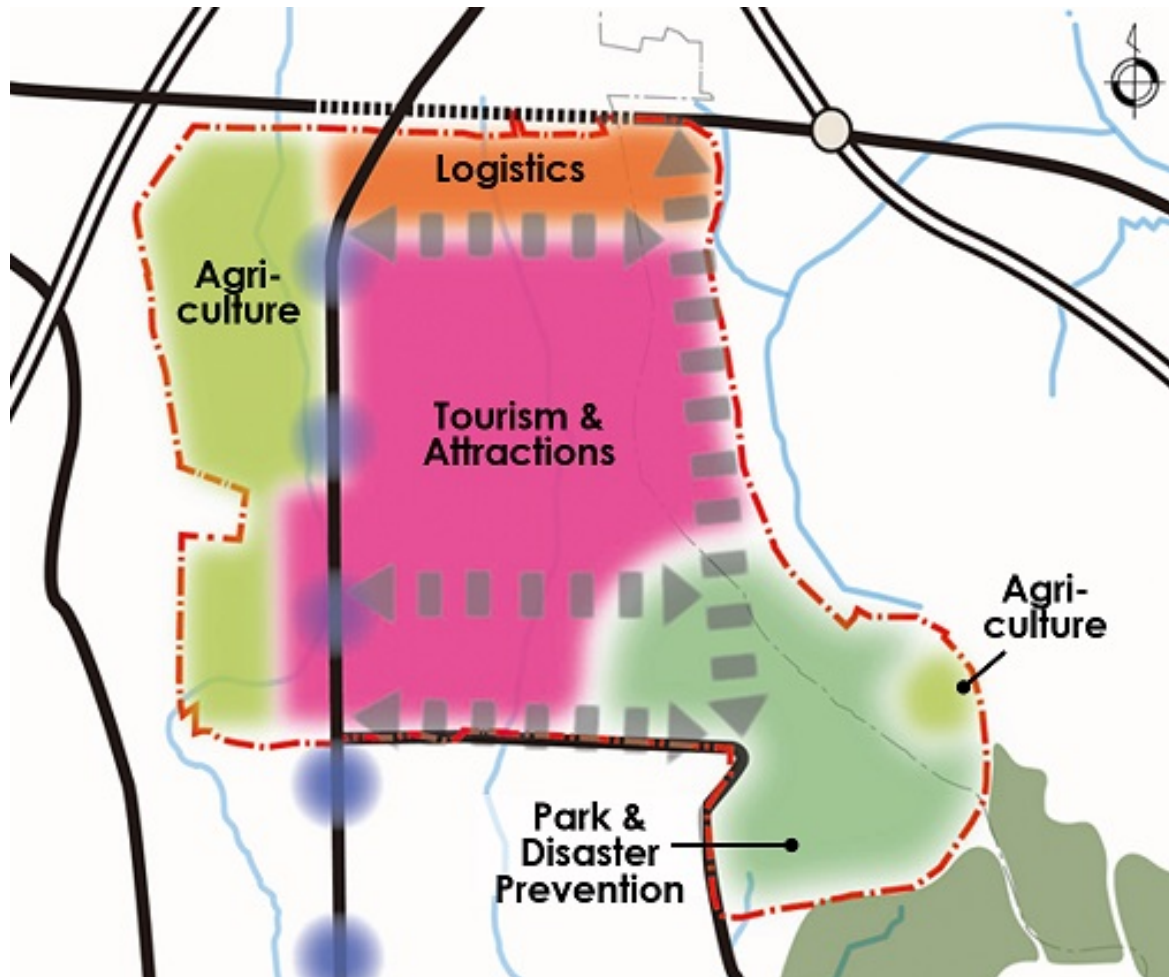 Logistics
Agri-
culture
Tourism &
Attractions
Agri-
culture
Park &
Disaster
Prevention